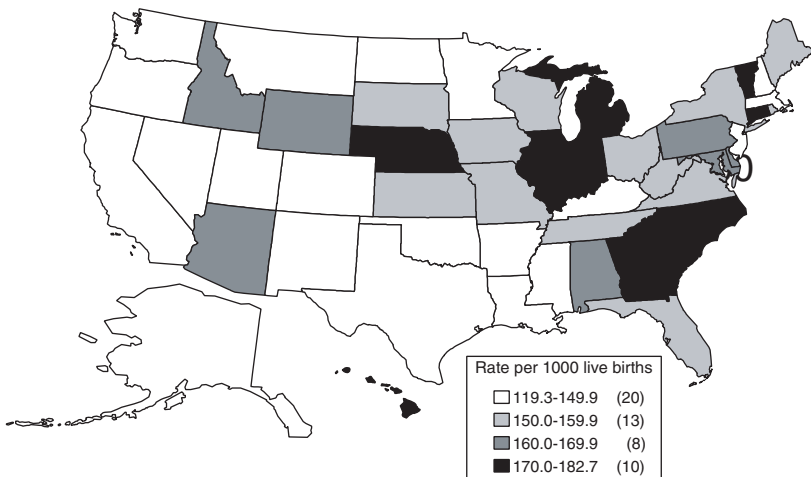 Rate per 1000 live births
119.3-149.9 (20)
150.0-159.9 (13)
160.0-169.9 (8)
170.0-182.7 (10)